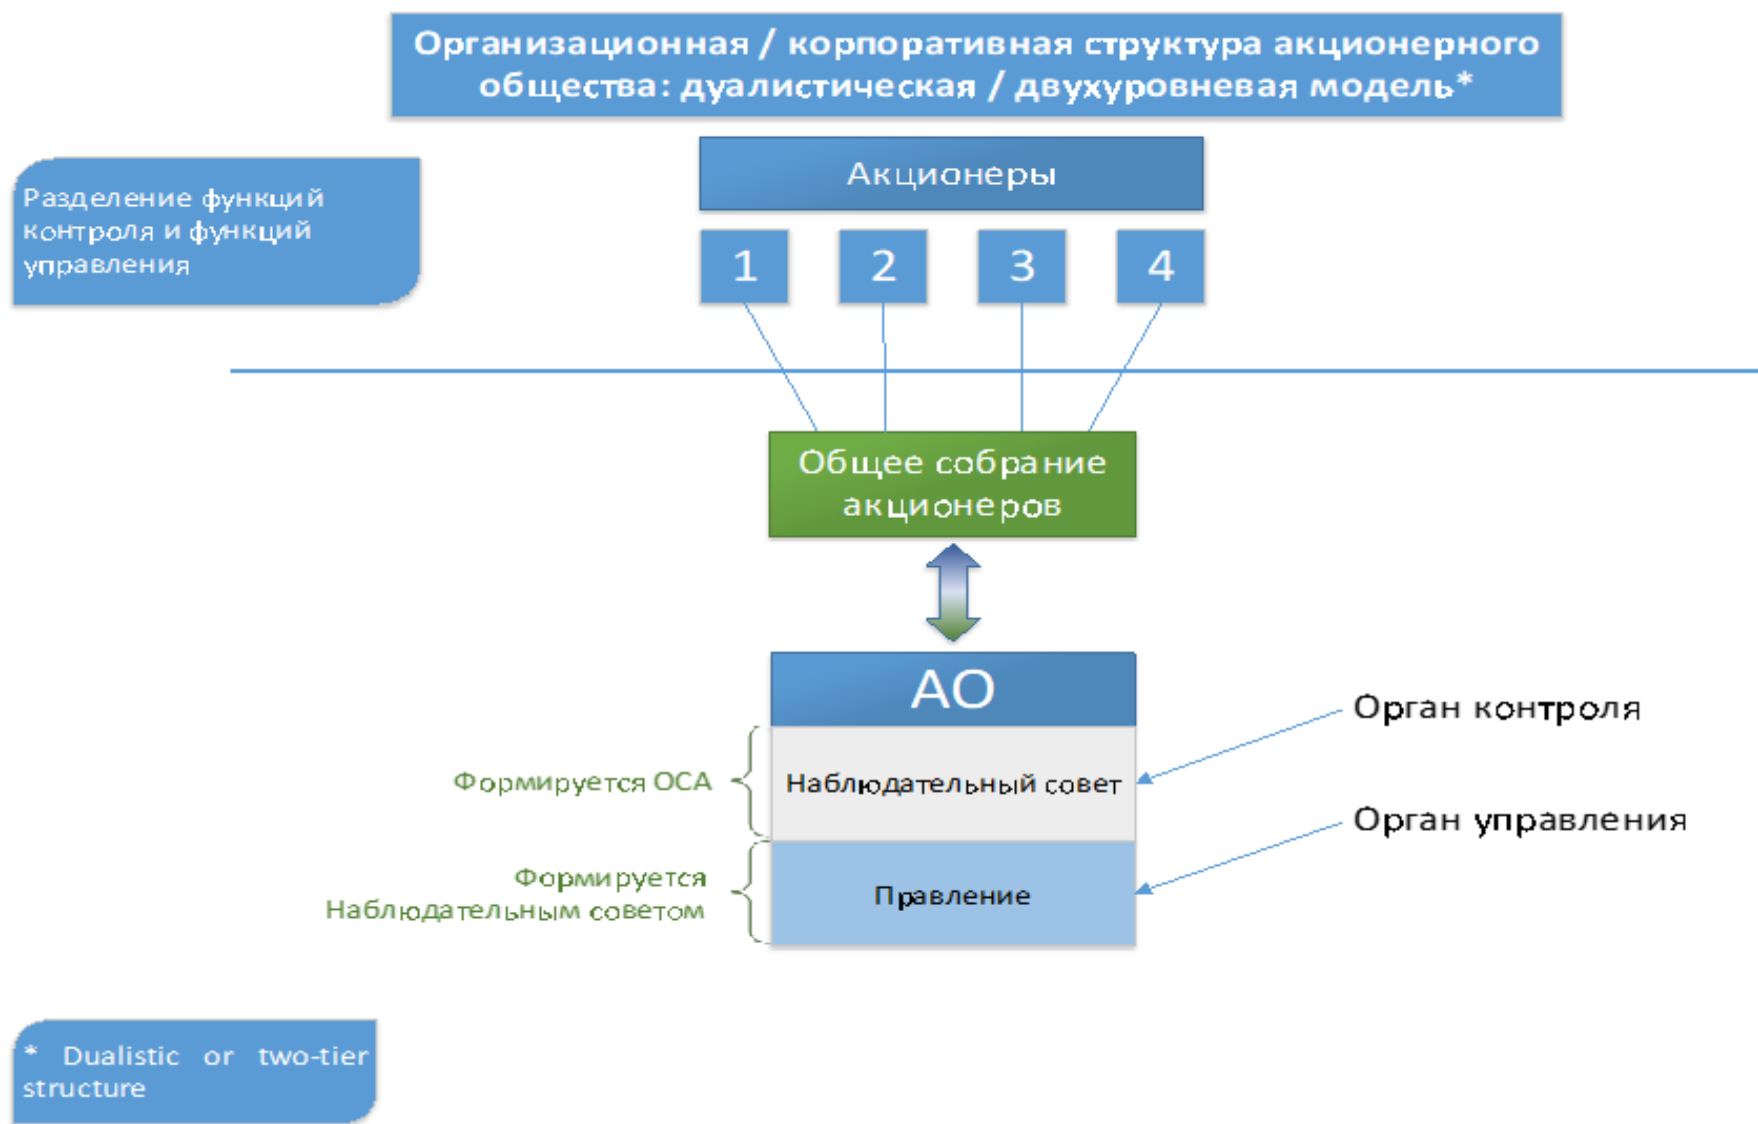 Организационная / корпоративная структура акционерного
общества: дуалистическая / двухуровневая модель*
Акционеры
Разделение функций
контроля и функций
управления
1 2 3 4
Общее собрание
акционеров
АО
Орган контроля
Формируется ОСА
Наблюдательный совет
Орган управления
Формируется
Наблюдательным советом
Правление
* Dualistic or two-tier
structure